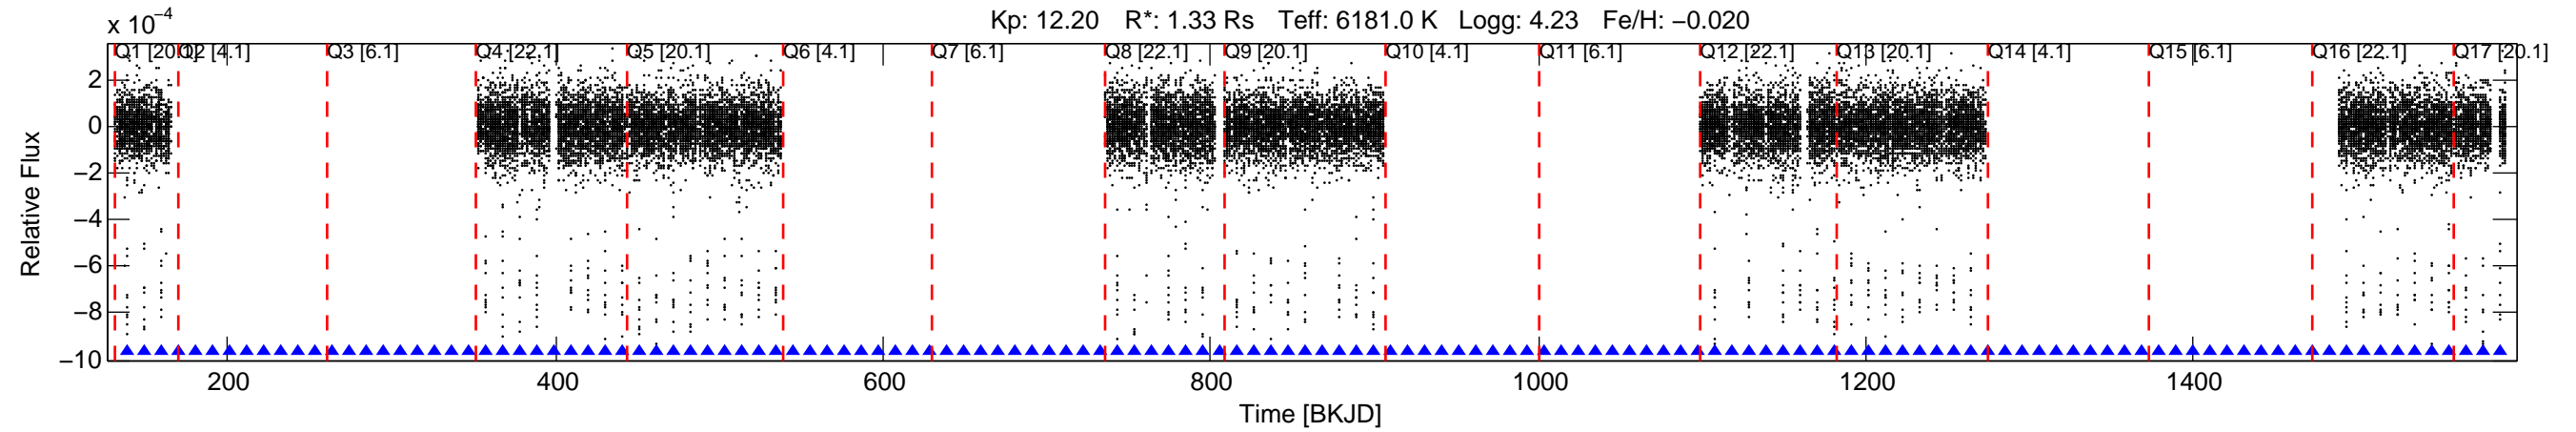 Kp: 12.20 R*: 1.33 Rs Teff: 6181.0 K Logg: 4.23 Fe/H: −0.020
x 10−4
Q1 [20.1] Q2 [4.1] Q3 [6.1] Q4 [22.1] Q5 [20.1] Q6 [4.1] Q7 [6.1] Q8 [22.1] Q9 [20.1] Q10 [4.1] Q11 [6.1] Q12 [22.1] Q13 [20.1] Q14 [4.1] Q15 [6.1] Q16 [22.1] Q17 [20.1]
2
0
−2
−4
−6
−8
−10
Relative Flux
200 400 600 800 1000 1200 1400
Time [BKJD]